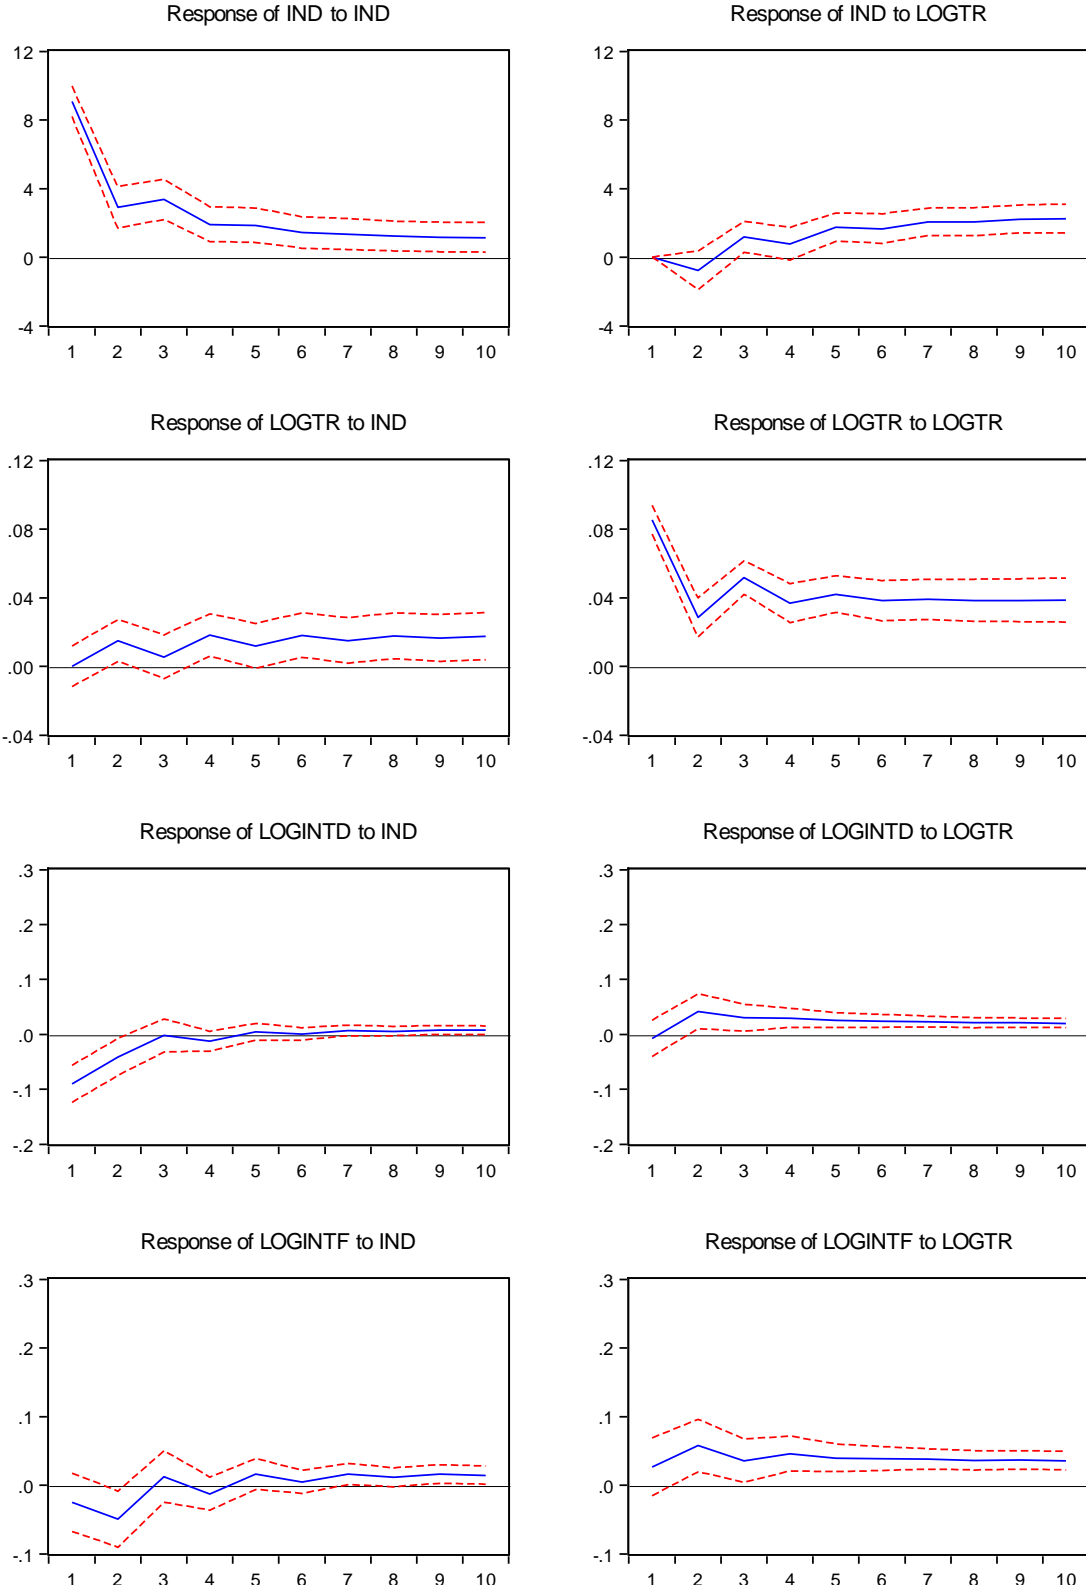 Response of IND to IND
12
8
4
0
-4
1 2 3 4 5 6 7 8 9 10
Response of IND to LOGTR
12
8
4
0
-4
1 2 3 4 5 6 7 8 9 10
Response of LOGTR to IND
.12
.08
.04
.00
-.04
1 2 3 4 5 6 7 8 9 10
Response of LOGTR to LOGTR
.12
.08
.04
.00
-.04
1 2 3 4 5 6 7 8 9 10
Response of LOGINTD to IND
.3
.2
.1
.0
-.1
-.2
1 2 3 4 5 6 7 8 9 10
Response of LOGINTD to LOGTR
.3
.2
.1
.0
-.1
-.2
1 2 3 4 5 6 7 8 9 10
Response of LOGINTF to IND
.3
.2
.1
.0
-.1
1 2 3 4 5 6 7 8 9 10
Response of LOGINTF to LOGTR
.3
.2
.1
.0
-.1
1 2 3 4 5 6 7 8 9 10